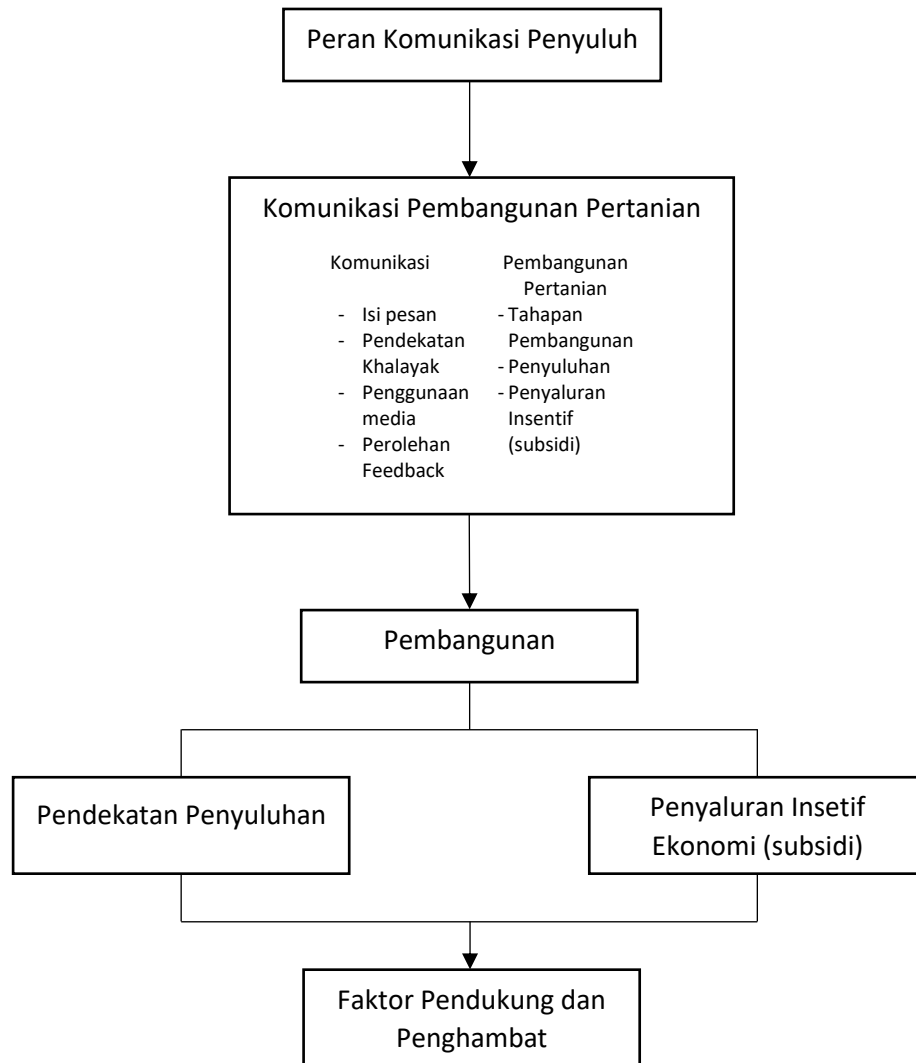 Peran Komunikasi Penyuluh
Komunikasi Pembangunan Pertanian
Komunikasi
- Isi pesan
- Pendekatan
Khalayak
- Penggunaan
media
- Perolehan
Feedback
Pembangunan
Pertanian
- Tahapan
Pembangunan
- Penyuluhan
- Penyaluran
Insentif
(subsidi)
Pembangunan
Pendekatan Penyuluhan
Penyaluran Insetif
Ekonomi (subsidi)
Faktor Pendukung dan
Penghambat